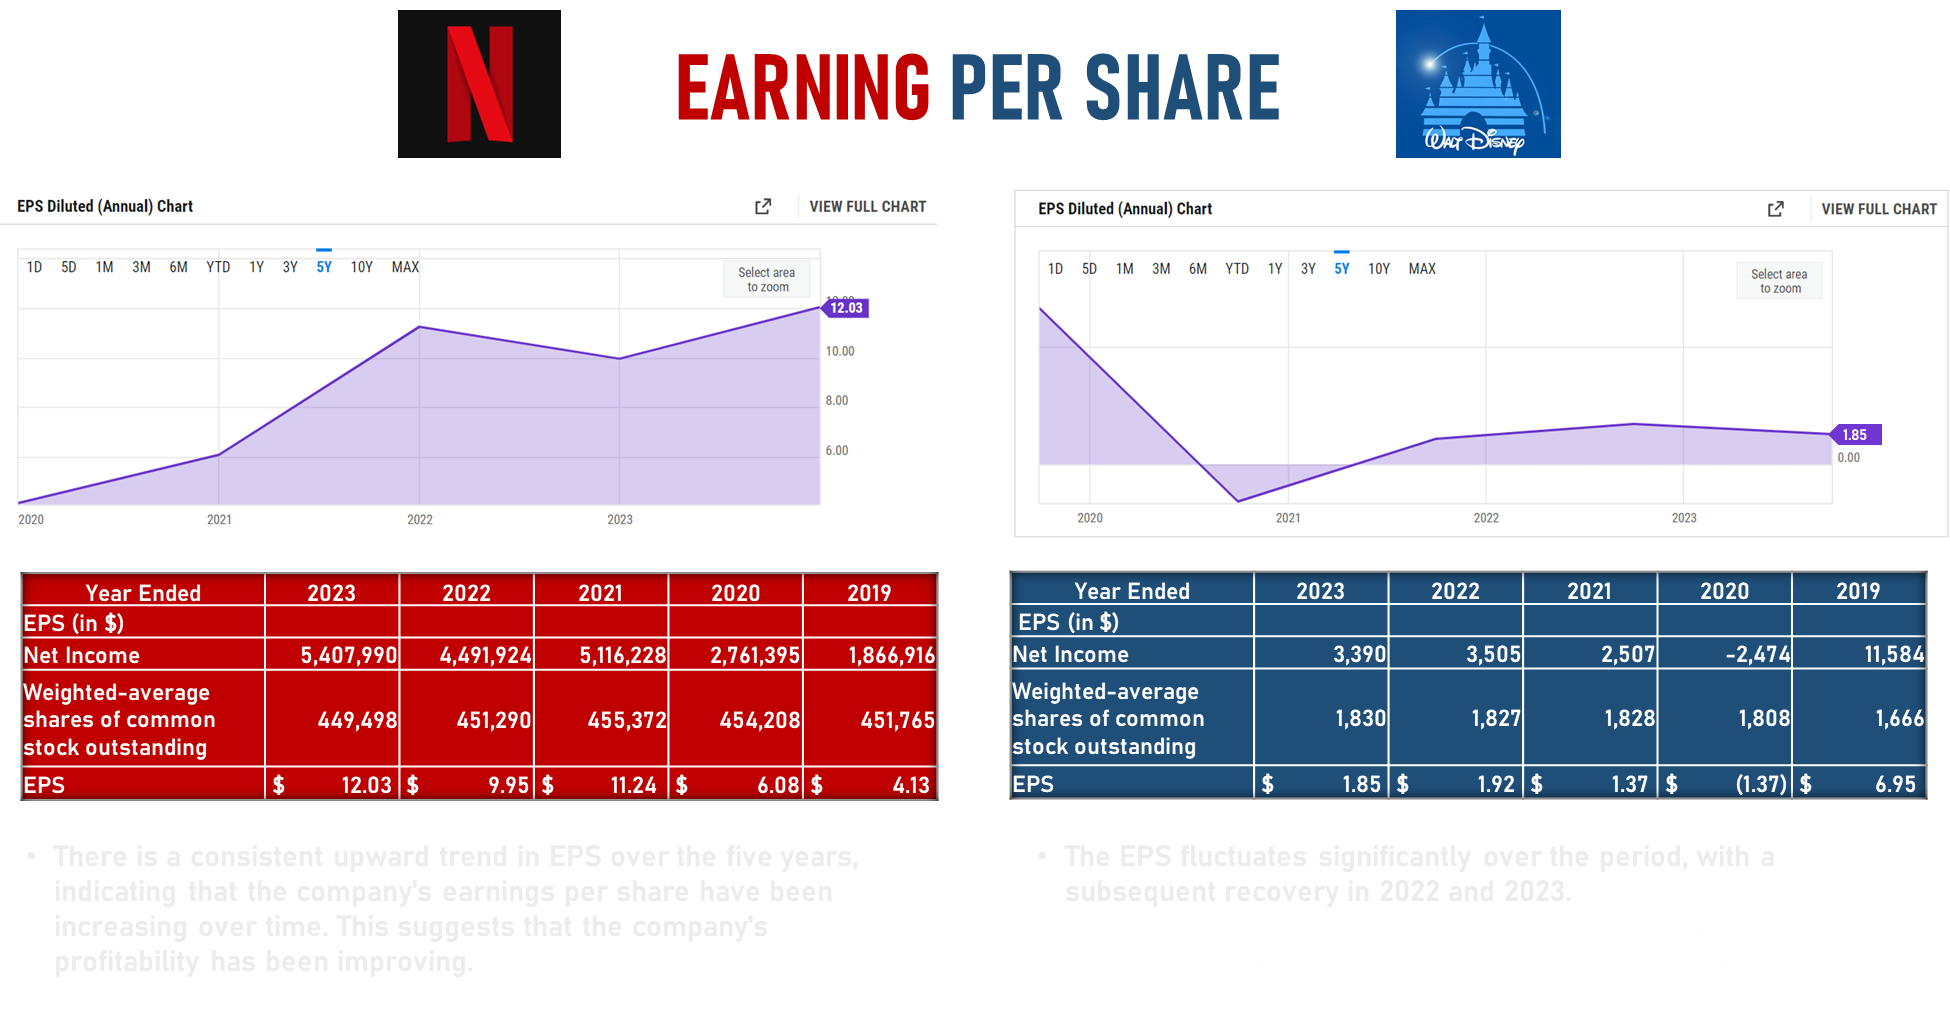 EARNING PER SHARE
WALT DISNEY
EPS Diluted (Annual) Chart
VIEW FULL CHART
1D 5D 1M 3M 6M YTD 1Y 3Y 5Y 10Y MAX
Select area
to zoom
12.03
10.00
8.00
6.00
2020 2021 2022 2023
EPS Diluted (Annual) Chart
VIEW FULL CHART
1D 5D 1M 3M 6M YTD 1Y 3Y 5Y 10Y MAX
Select area
to zoom
1.85
0.00
2020 2021 2022 2023
Year Ended 2023 2022 2021 2020 2019
EPS (in $)
Net Income 5,407,990 4,491,924 5,116,228 2,761,395 1,866,916
Weighted-average
shares of common
stock outstanding
449,498 451,290 455,372 454,208 451,765
EPS $ 12.03 $ 9.95 $ 11.24 $ 6.08 $ 4.13
Year Ended 2023 2022 2021 2020 2019
EPS (in $)
Net Income 3,390 3,505 2,507 -2,474 11,584
Weighted-average
shares of common
stock outstanding
1,830 1,827 1,828 1,808 1,666
EPS $ 1.85 $ 1.92 $ 1.37 $ (1.37) $ 6.95
• There is a consistent upward trend in EPS over the five years,
indicating that the company's earnings per share have been
increasing over time. This suggests that the company's
profitability has been improving.
• The EPS fluctuates significantly over the period, with a
subsequent recovery in 2022 and 2023.